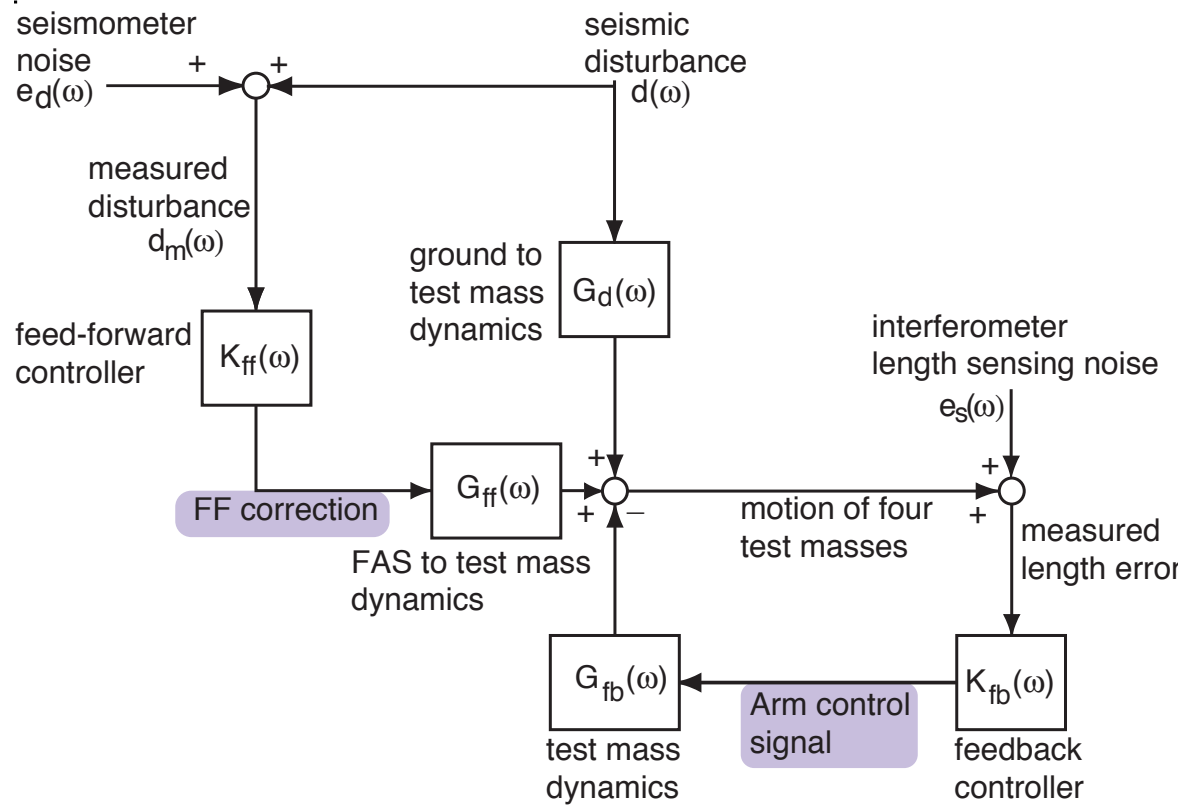 seismometer
noise
e_d(ω)
+
+
seismic
disturbance
d(ω)
measured
disturbance
d_m(ω)
ground to
test mass
dynamics
G_d(ω)
feed-forward
controller
K_ff(ω)
interferometer
length sensing noise
e_s(ω)
+
+
G_ff(ω)
+
−
+
FF correction
motion of four
test masses
measured
length error
FAS to test mass
dynamics
G_fb(ω)
K_fb(ω)
Arm control
signal
test mass
dynamics
feedback
controller